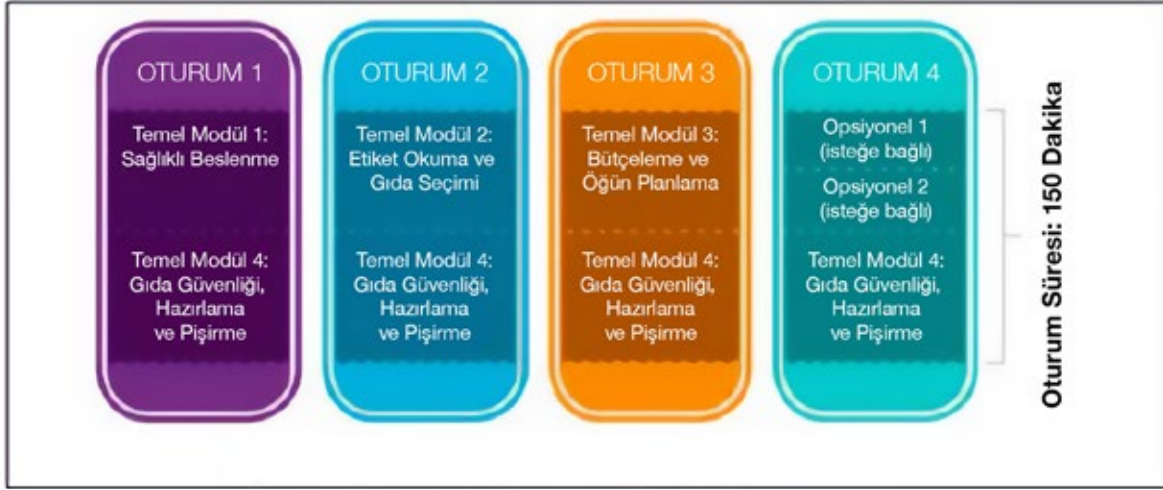 OTURUM 1
Temel Modül 1:
Sağlıklı Beslenme
Temel Modül 4:
Gıda Güvenliği,
Hazırlama
ve Pişirme
OTURUM 2
Temel Modül 2:
Etiket Okuma ve
Gıda Seçimi
Temel Modül 4:
Gıda Güvenliği,
Hazırlama
ve Pişirme
OTURUM 3
Temel Modül 3:
Bütçeleme ve
Öğün Planlama
Temel Modül 4:
Gıda Güvenliği,
Hazırlama
ve Pişirme
OTURUM 4
Opsiyonel 1
(isteğe bağlı)
Opsiyonel 2
(isteğe bağlı)
Temel Modül 4:
Gıda Güvenliği,
Hazırlama
ve Pişirme
Oturum Süresi: 150 Dakika